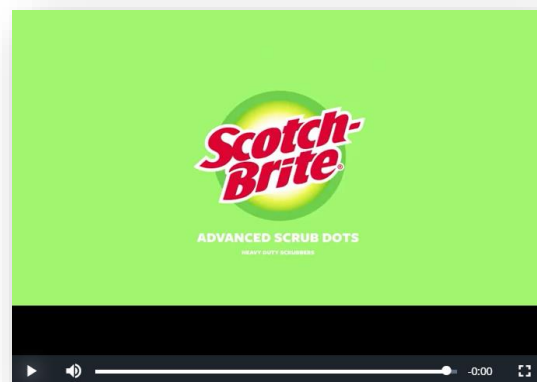 Scotch-
Brite®
ADVANCED SCRUB DOTS
HEAVY DUTY SCRUBBERS
-0:00